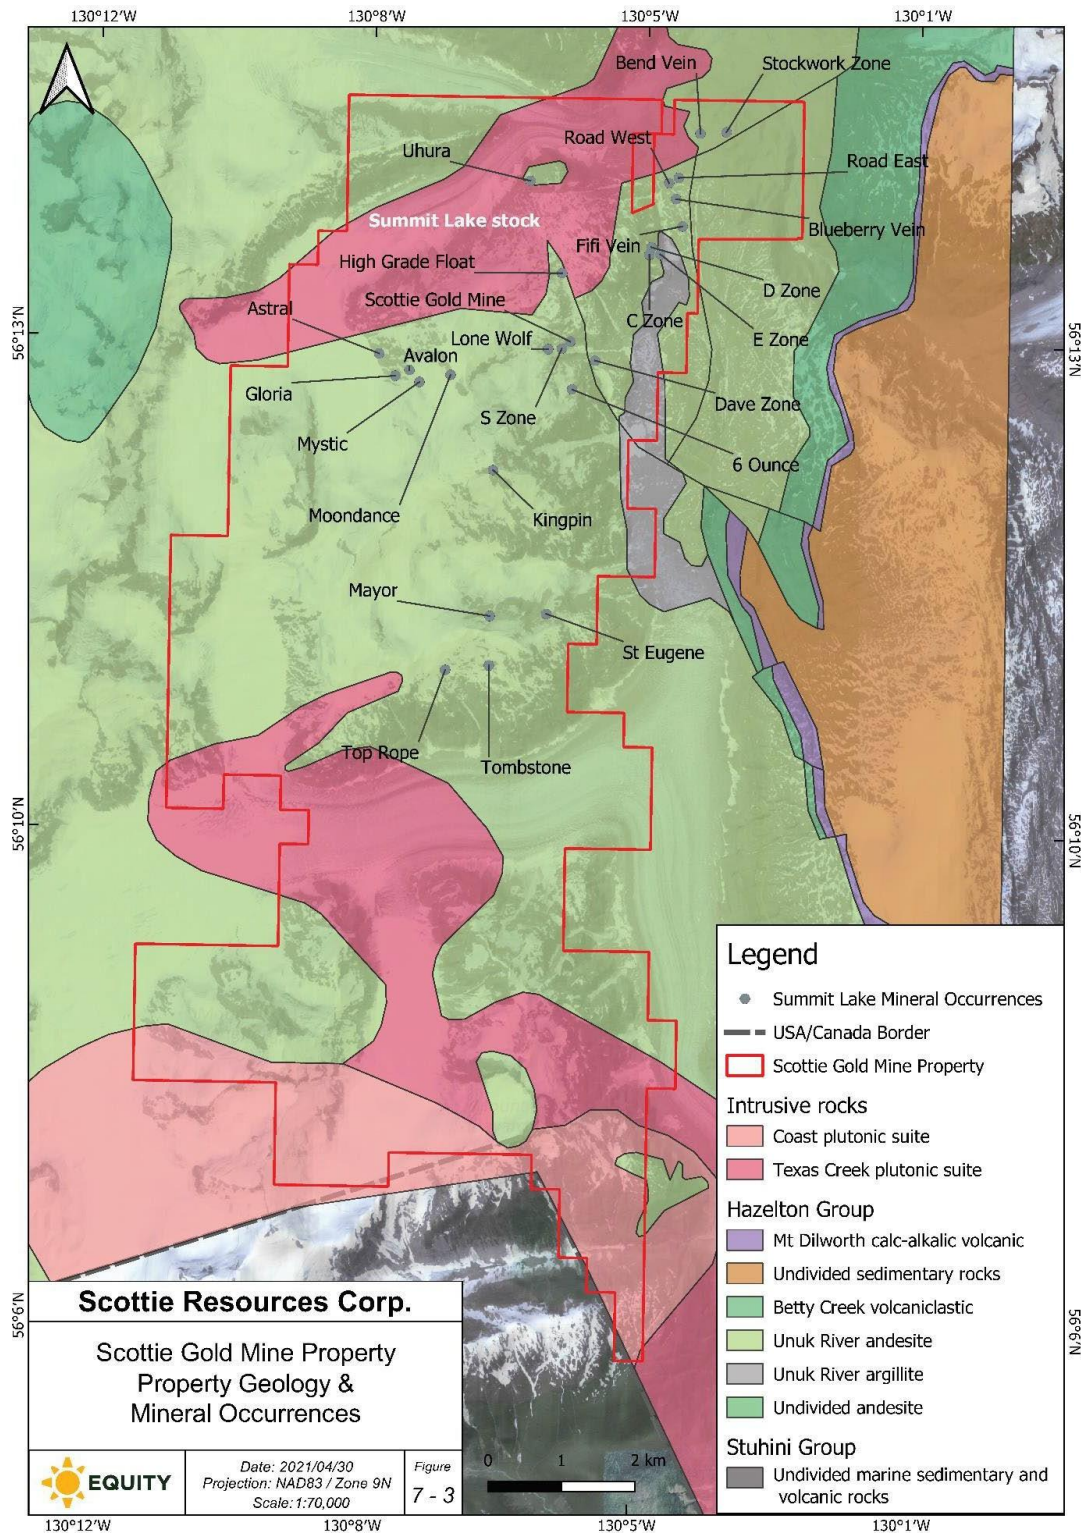 130°12'W 130°8'W 130°5'W 130°1'W
Bend Vein
Stockwork Zone
Road West
Uhura
Road East
Summit Lake stock
Blueberry Vein
Fifi Vein
High Grade Float
D Zone
Scottie Gold Mine
Astral
C Zone
56°13'N
56°13'N
Lone Wolf
E Zone
Avalon
Gloria
Dave Zone
S Zone
Mystic
6 Ounce
Moondance
Kingpin
Mayor
St Eugene
Top Rope
Tombstone
56°10'N
56°10'N
Legend
Summit Lake Mineral Occurrences
USA/Canada Border
Scottie Gold Mine Property
Intrusive rocks
Coast plutonic suite
Texas Creek plutonic suite
Hazelton Group
Mt Dilworth calc-alkalic volcanic
Undivided sedimentary rocks
Betty Creek volcaniclastic
Unuk River andesite
Unuk River argillite
Undivided andesite
Stuhini Group
Undivided marine sedimentary and
volcanic rocks
56°6'N
56°6'N
Scottie Resources Corp.
Scottie Gold Mine Property
Property Geology &
Mineral Occurrences
EQUITY
Date: 2021/04/30
Projection: NAD83 / Zone 9N
Scale: 1:70,000
Figure
7 - 3
0 1 2 km
130°12'W 130°8'W 130°5'W 130°1'W